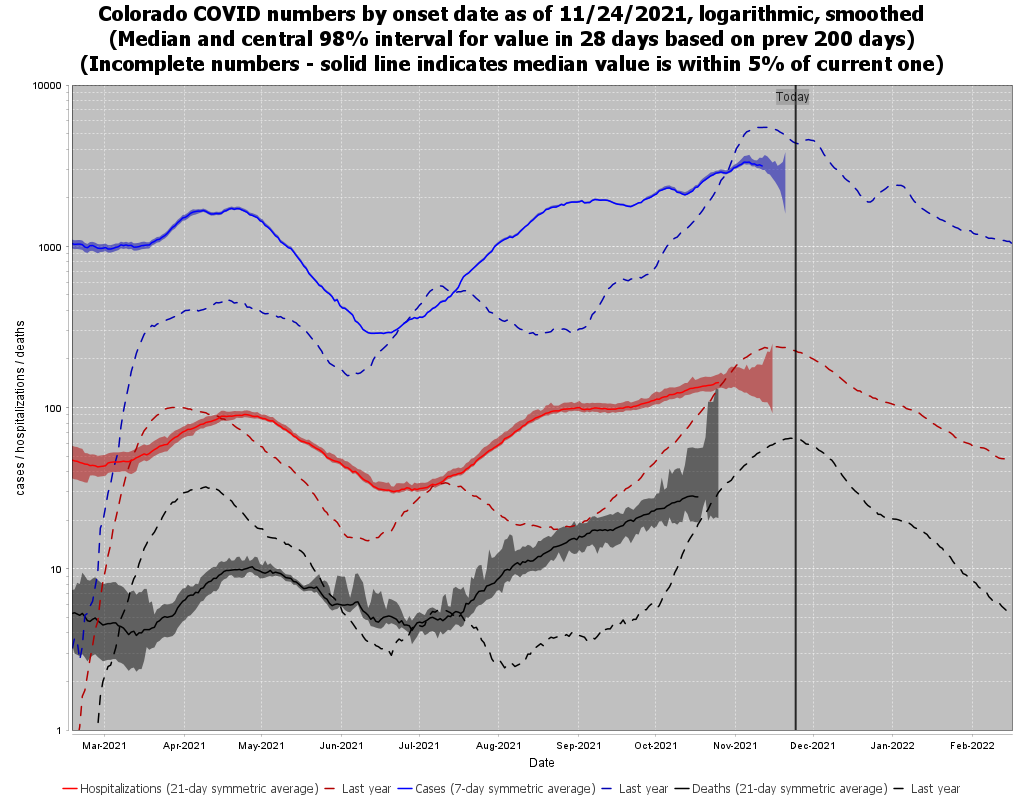 Colorado COVID numbers by onset date as of 11/24/2021, logarithmic, smoothed
(Median and central 98% interval for value in 28 days based on prev 200 days)
(Incomplete numbers - solid line indicates median value is within 5% of current one)
Today
10000
1000
100
10
1
cases / hospitalizations / deaths
Mar-2021 Apr-2021 May-2021 Jun-2021 Jul-2021 Aug-2021 Sep-2021 Oct-2021 Nov-2021 Dec-2021 Jan-2022 Feb-2022
Date
Hospitalizations (21-day symmetric average) Last year Cases (7-day symmetric average) Last year Deaths (21-day symmetric average) Last year